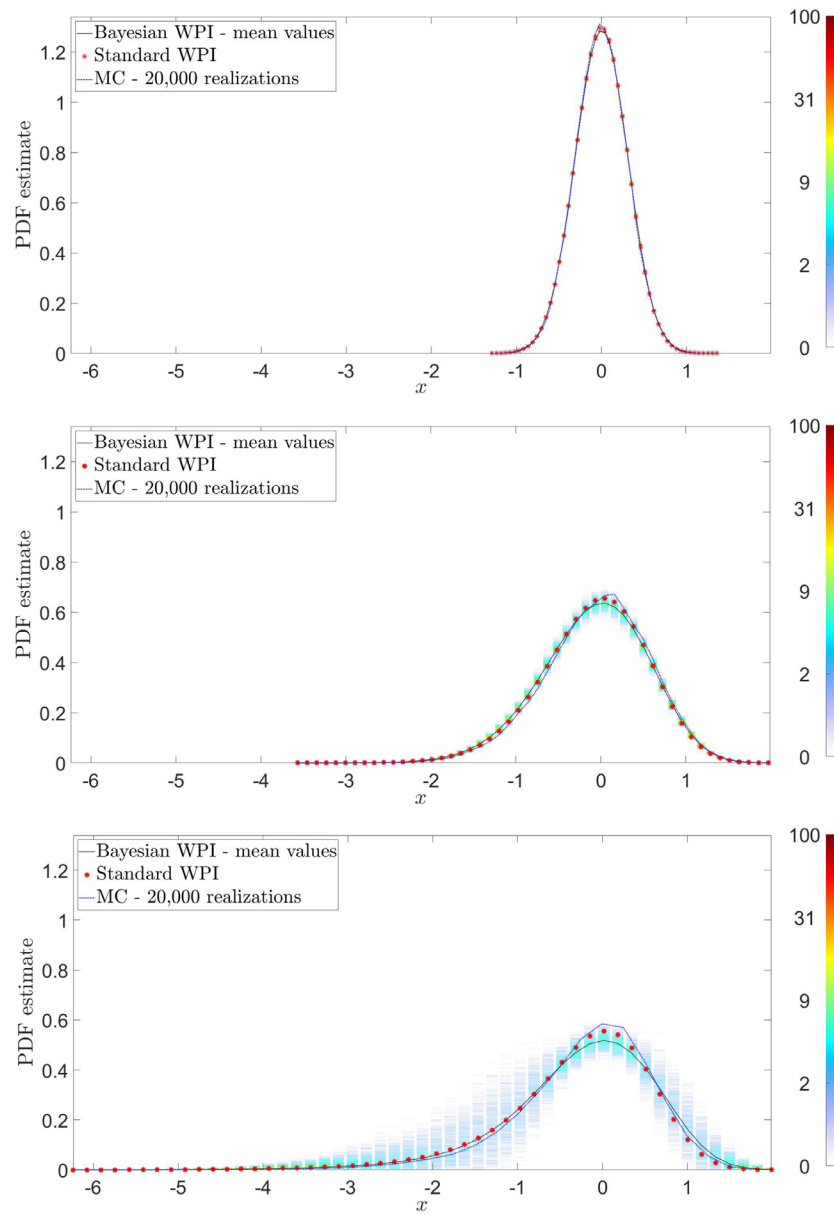 Bayesian WPI - mean values
Standard WPI
MC - 20,000 realizations
1.2
1
0.8
0.6
0.4
0.2
0
PDF estimate
-6 -5 -4 -3 -2 -1 0 1
x
100
31
9
2
0
Bayesian WPI - mean values
Standard WPI
MC - 20,000 realizations
1.2
1
0.8
0.6
0.4
0.2
0
PDF estimate
-6 -5 -4 -3 -2 -1 0 1
x
100
31
9
2
0
Bayesian WPI - mean values
Standard WPI
MC - 20,000 realizations
1.2
1
0.8
0.6
0.4
0.2
0
PDF estimate
-6 -5 -4 -3 -2 -1 0 1
x
100
31
9
2
0